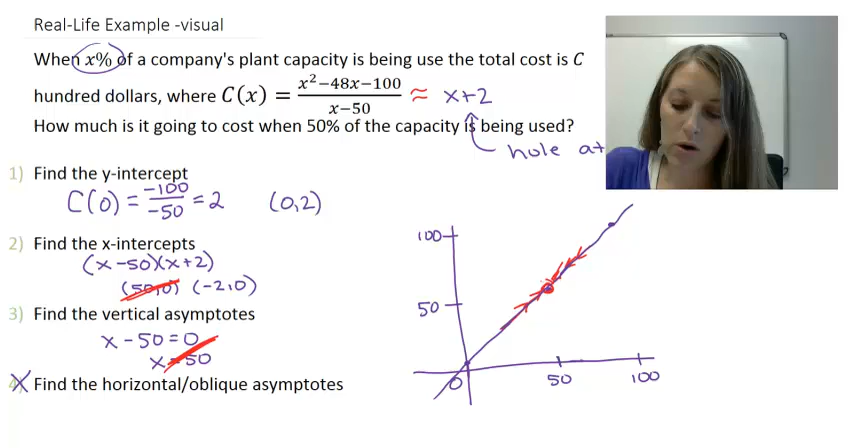 Real-Life Example -visual
When x% of a company's plant capacity is being use the total cost is C
hundred dollars, where C(x) = (x²−48x−100)/(x−50) ≈ x+2
How much is it going to cost when 50% of the capacity is being used?
hole at
1) Find the y-intercept
C(0) = -100/-50 = 2 (0,2)
2) Find the x-intercepts
(x-50)(x+2)
(50,0) (-2,0)
3) Find the vertical asymptotes
x-50=0
x=50
4) Find the horizontal/oblique asymptotes
100
50
0 50 100